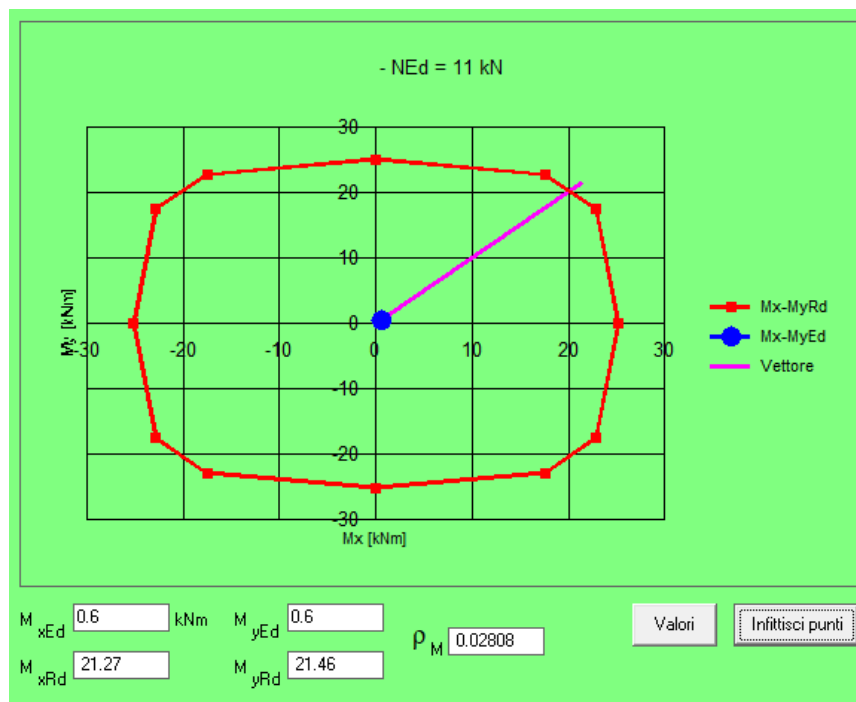 - NEd = 11 kN
30
20
10
0
-10
-20
-30
-30 -20 -10 0 10 20 30
My [kNm]
Mx [kNm]
Mx-MyRd
Mx-MyEd
Vettore
M xEd 0.6 kNm M yEd 0.6
M xRd 21.27 M yRd 21.46
ρ M 0.02808
Valori Infittisci punti